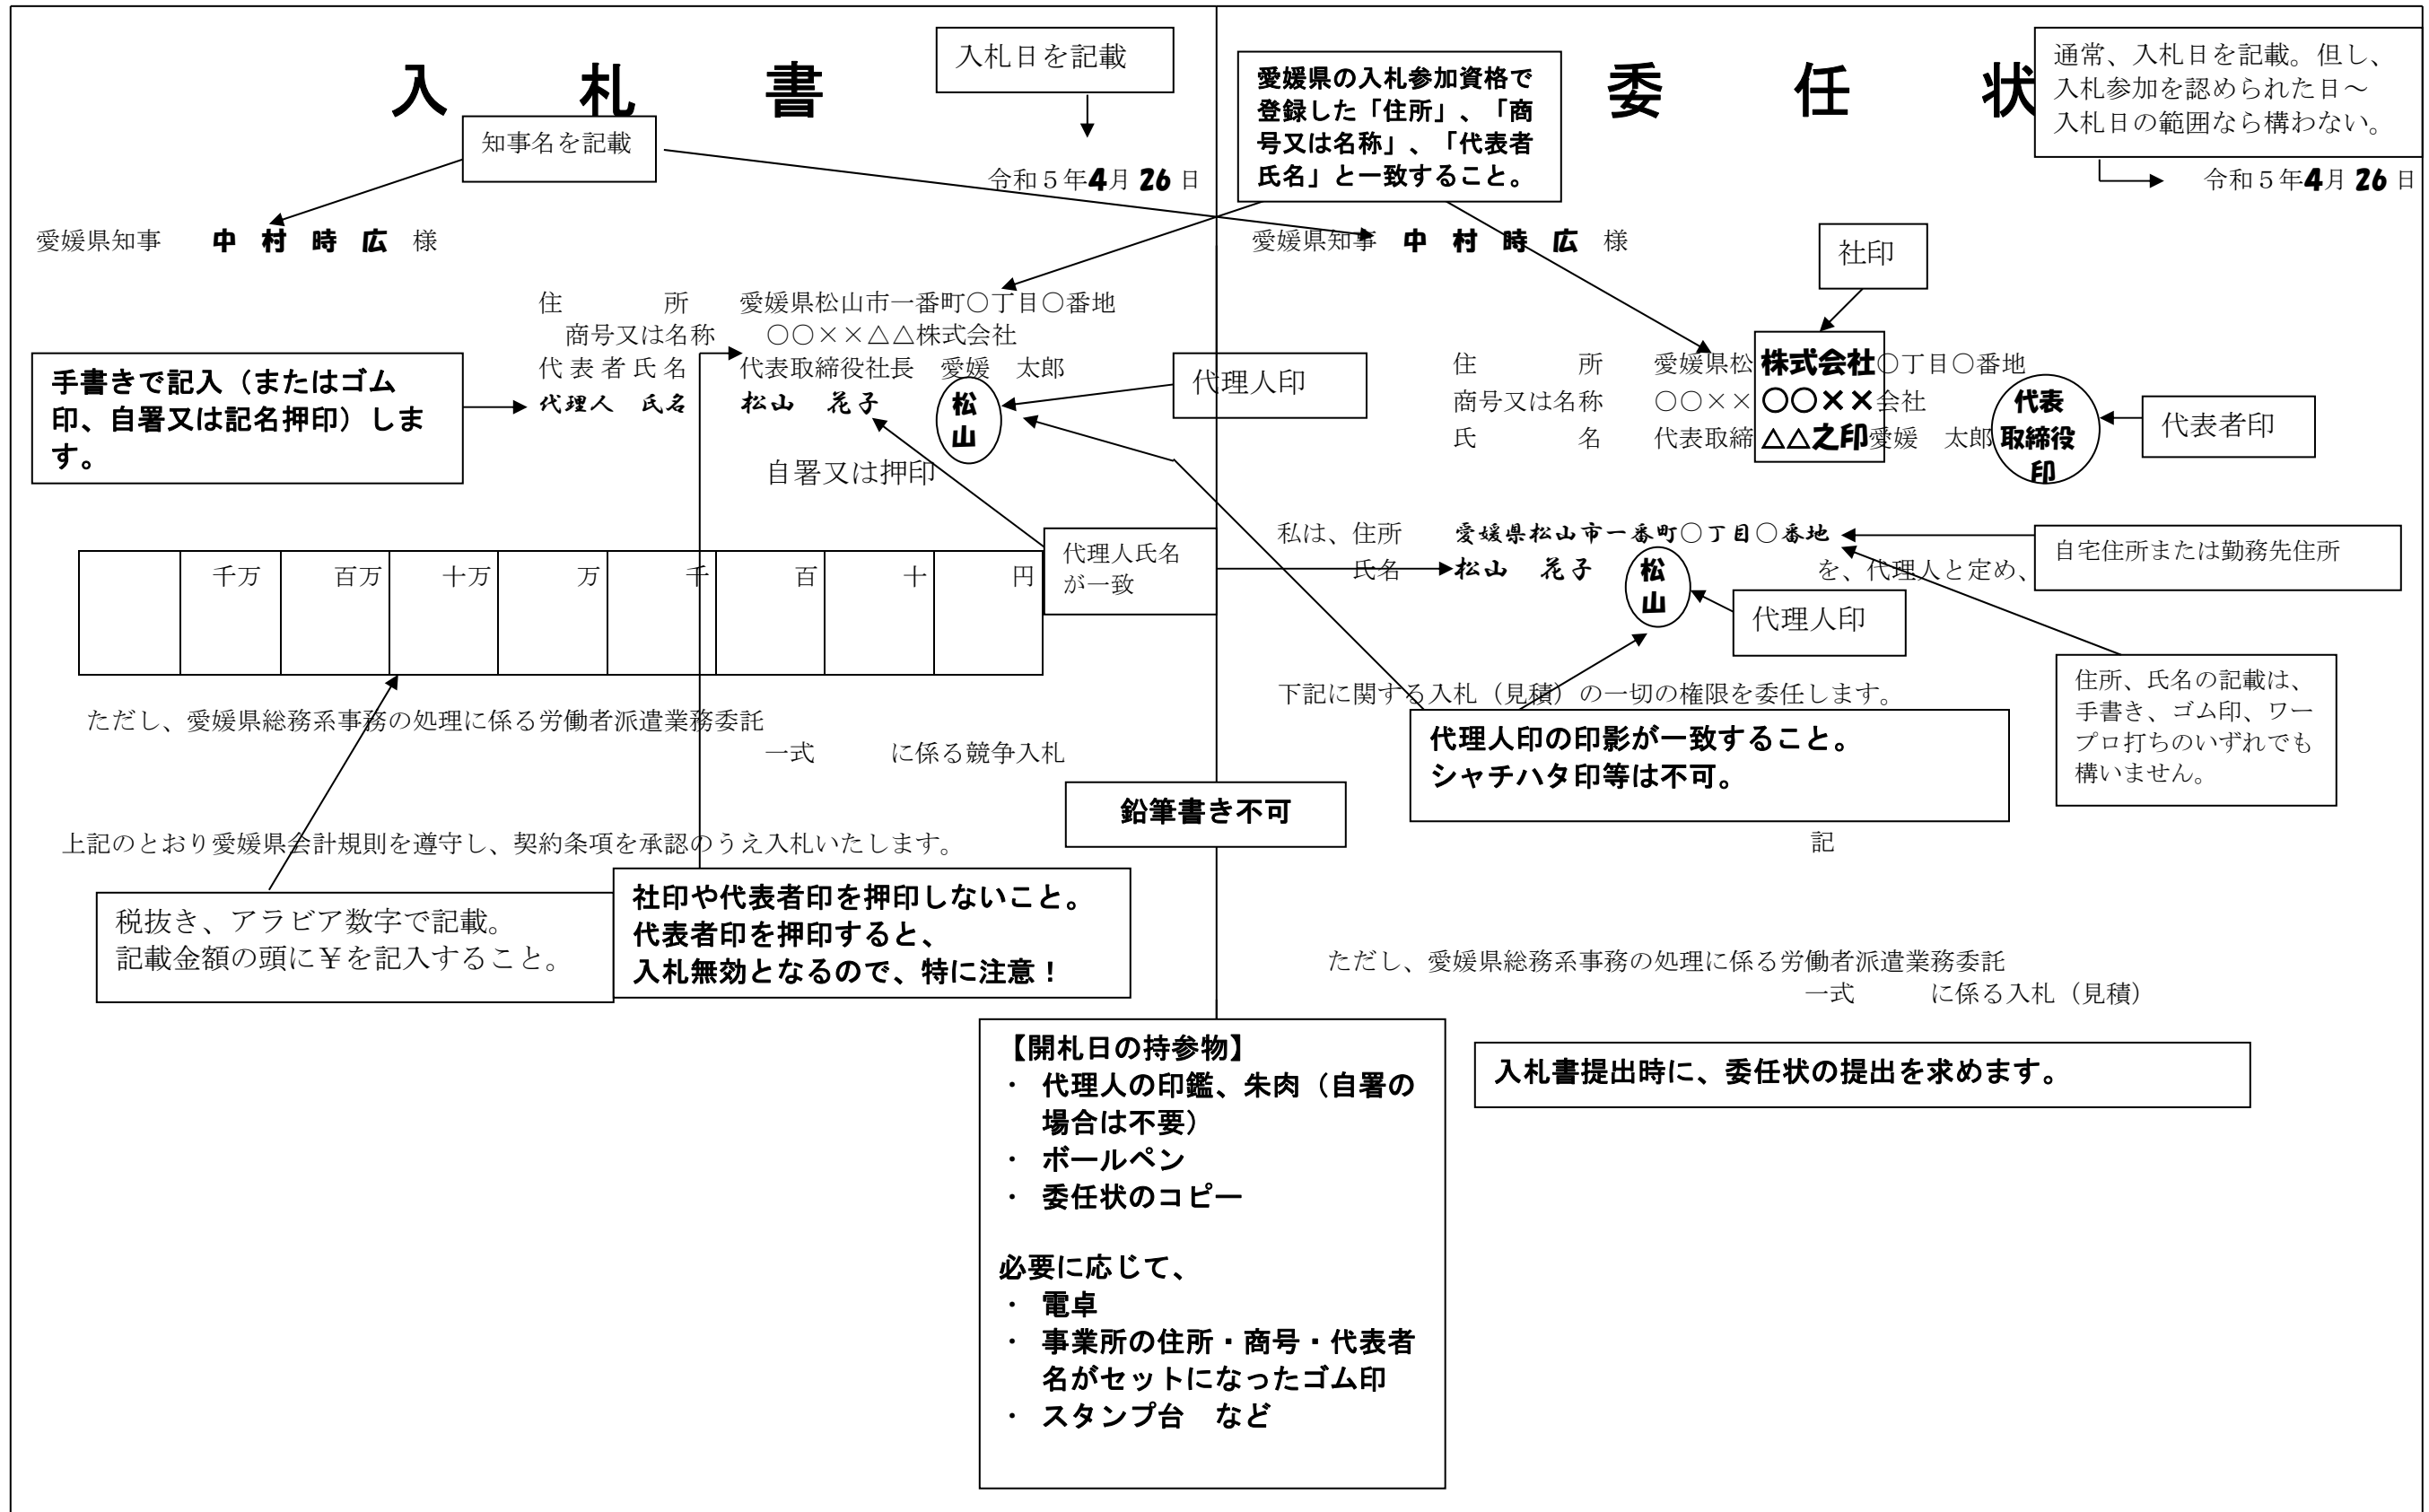 入札書
入札日を記載
知事名を記載
令和５年4月 26 日
愛媛県知事　中　村　時　広　様
住　　　所　愛媛県松山市一番町○丁目○番地
商号又は名称　○○××△△株式会社
代表者氏名　代表取締役社長　愛媛　太郎
代理人　氏名　松山　花子
松
山
手書きで記入（またはゴム
印、自署又は記名押印）しま
す。
代理人印
自署又は押印
代理人氏名
が一致
千万　百万　十万　万　千　百　十　円
ただし、愛媛県総務系事務の処理に係る労働者派遣業務委託
一式　　　に係る競争入札
上記のとおり愛媛県会計規則を遵守し、契約条項を承認のうえ入札いたします。
税抜き、アラビア数字で記載。
記載金額の頭に￥を記入すること。
社印や代表者印を押印しないこと。
代表者印を押印すると、
入札無効となるので、特に注意！
鉛筆書き不可
【開札日の持参物】
・ 代理人の印鑑、朱肉（自署の
場合は不要）
・ ボールペン
・ 委任状のコピー
必要に応じて、
・ 電卓
・ 事業所の住所・商号・代表者
名がセットになったゴム印
・ スタンプ台　など
委任状
愛媛県の入札参加資格で
登録した「住所」、「商
号又は名称」、「代表者
氏名」と一致すること。
通常、入札日を記載。但し、
入札参加を認められた日～
入札日の範囲なら構わない。
令和５年4月 26 日
愛媛県知事　中　村　時　広　様
社印
住　　　所　愛媛県松　○丁目○番地
商号又は名称　○○××　会社
氏　　　名　代表取締　愛媛　太郎
株式会社
○○××
△△之印
代表
取締役
印
代表者印
私は、住所　愛媛県松山市一番町○丁目○番地
氏名　松山　花子　　　を、代理人と定め、
松
山
自宅住所または勤務先住所
代理人印
住所、氏名の記載は、
手書き、ゴム印、ワー
プロ打ちのいずれでも
構いません。
下記に関する入札（見積）の一切の権限を委任します。
代理人印の印影が一致すること。
シャチハタ印等は不可。
記
ただし、愛媛県総務系事務の処理に係る労働者派遣業務委託
一式　　　に係る入札（見積）
入札書提出時に、委任状の提出を求めます。